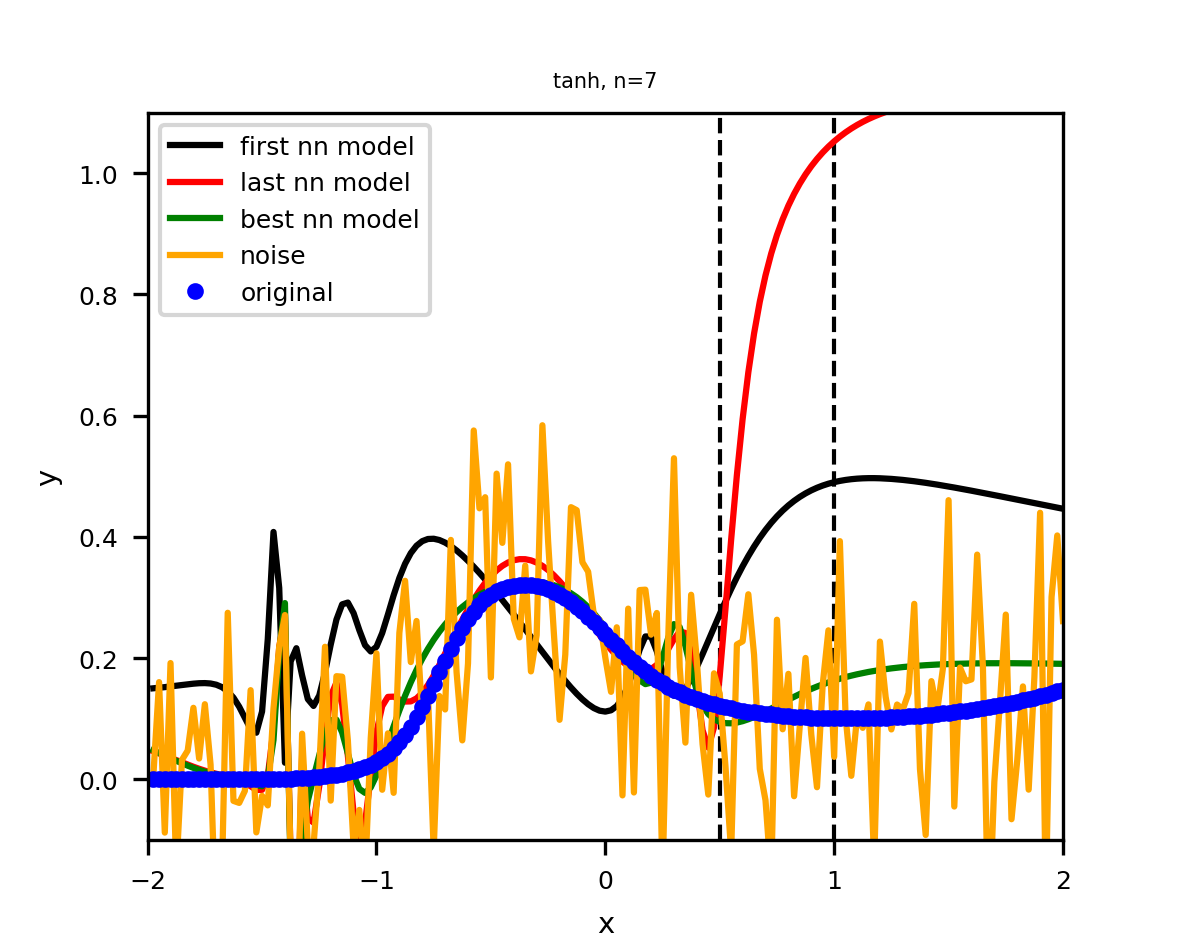 tanh, n=7
first nn model
last nn model
best nn model
noise
original
1.0
0.8
0.6
0.4
0.2
0.0
y
−2
−1
0
1
2
x